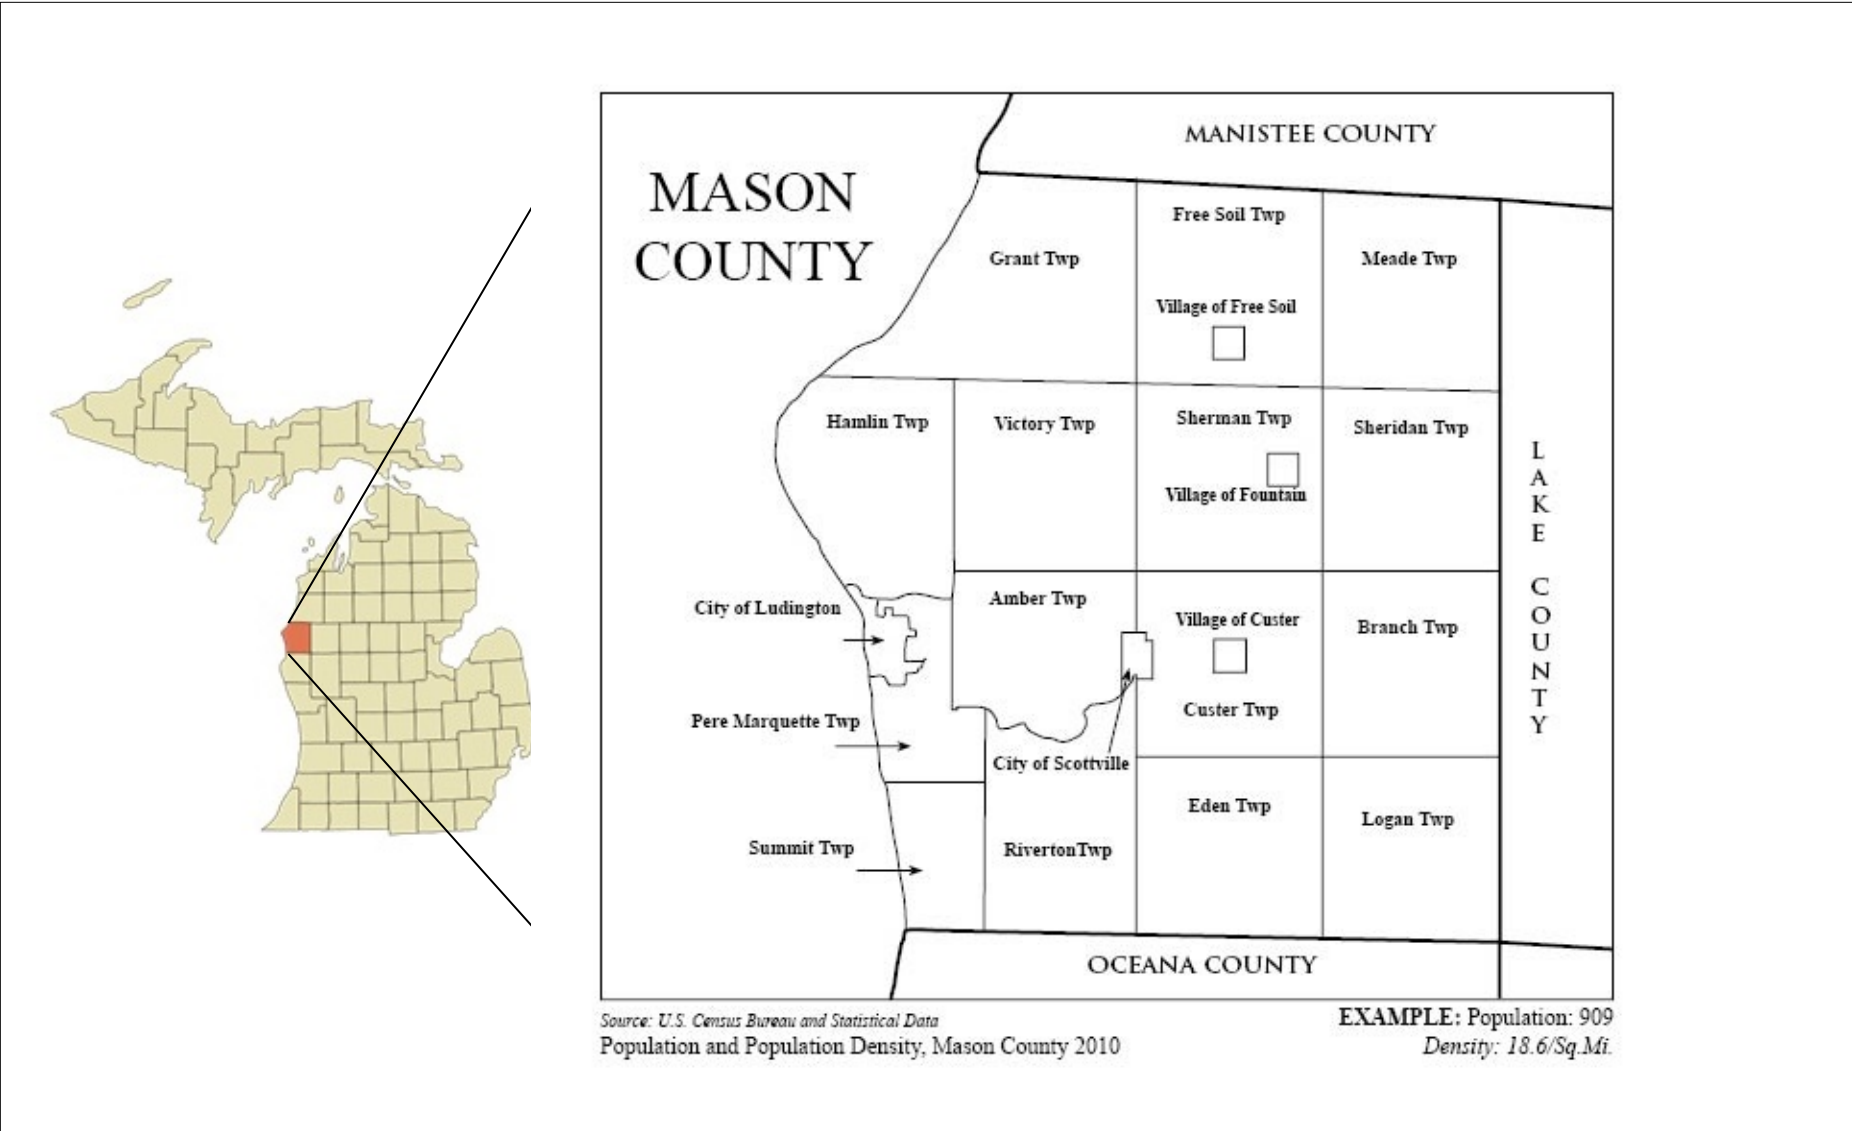 MANISTEE COUNTY
MASON
COUNTY
Free Soil Twp
Grant Twp
Meade Twp
Village of Free Soil
Hamlin Twp
Victory Twp
Sherman Twp
Sheridan Twp
Village of Fountain
LAKE COUNTY
City of Ludington
Amber Twp
Village of Custer
Branch Twp
Custer Twp
Pere Marquette Twp
City of Scottville
Summit Twp
RivertonTwp
Eden Twp
Logan Twp
OCEANA COUNTY
Source: U.S. Census Bureau and Statistical Data
Population and Population Density, Mason County 2010
EXAMPLE: Population: 909
Density: 18.6/Sq.Mi.